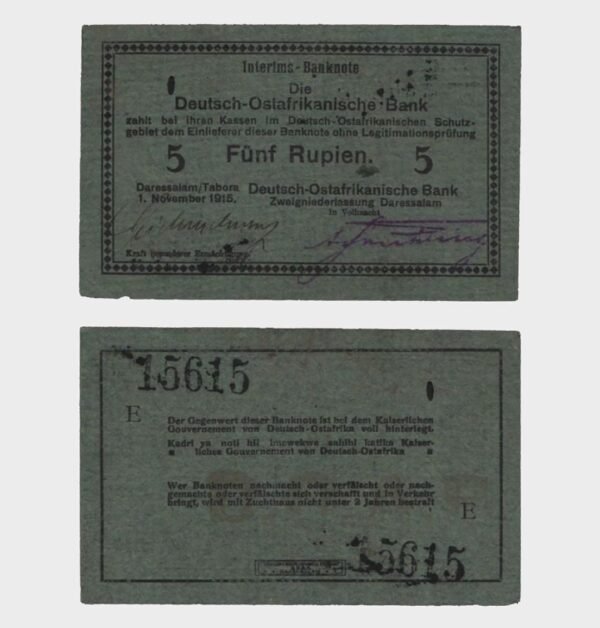 Interims-Banknote
Die
Deutsch-Ostafrikanische Bank
zahlt bei ihren Kassen im Deutsch-Ostafrikanischen Schutz-
gebiet dem Einlieferer dieser Banknote ohne Legitimationsprüfung
5 Fünf Rupien. 5
Daressalam/Tabora
1. November 1915.
Deutsch-Ostafrikanische Bank
Zweigniederlassung Daressalam
In Vollmacht
Kraft besonderer Ermächtigung
15615
E
Der Gegenwert dieser Banknote ist bei dem Kaiserlichen
Gouvernement von Deutsch-Ostafrika voll hinterlegt.
Kadri ya noti hii imewekwa sahihi katika Kaiser-
liches Gouvernement von Deutsch-Ostafrika
Wer Banknoten nachmacht oder verfälscht oder nach-
gemachte oder verfälschte sich verschafft und in Verkehr
bringt, wird mit Zuchthaus nicht unter 2 Jahren bestraft
E
15615